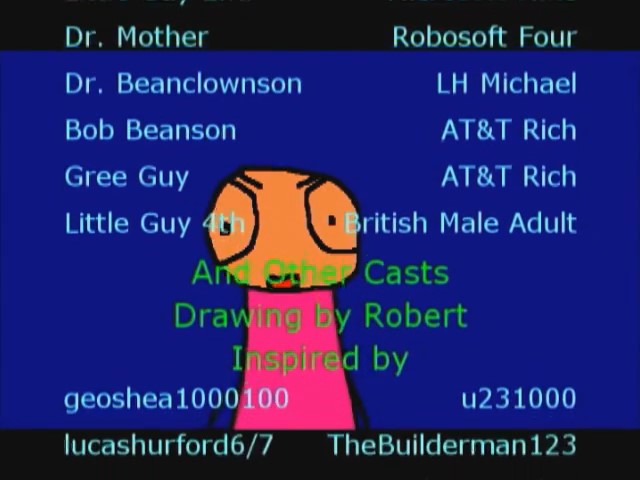 Dr. Mother Robosoft Four
Dr. Beanclownson LH Michael
Bob Beanson AT&T Rich
Gree Guy AT&T Rich
Little Guy 4th British Male Adult
And Other Casts
Drawing by Robert
Inspired by
geoshea1000100 u231000
lucashurford6/7 TheBuilderman123